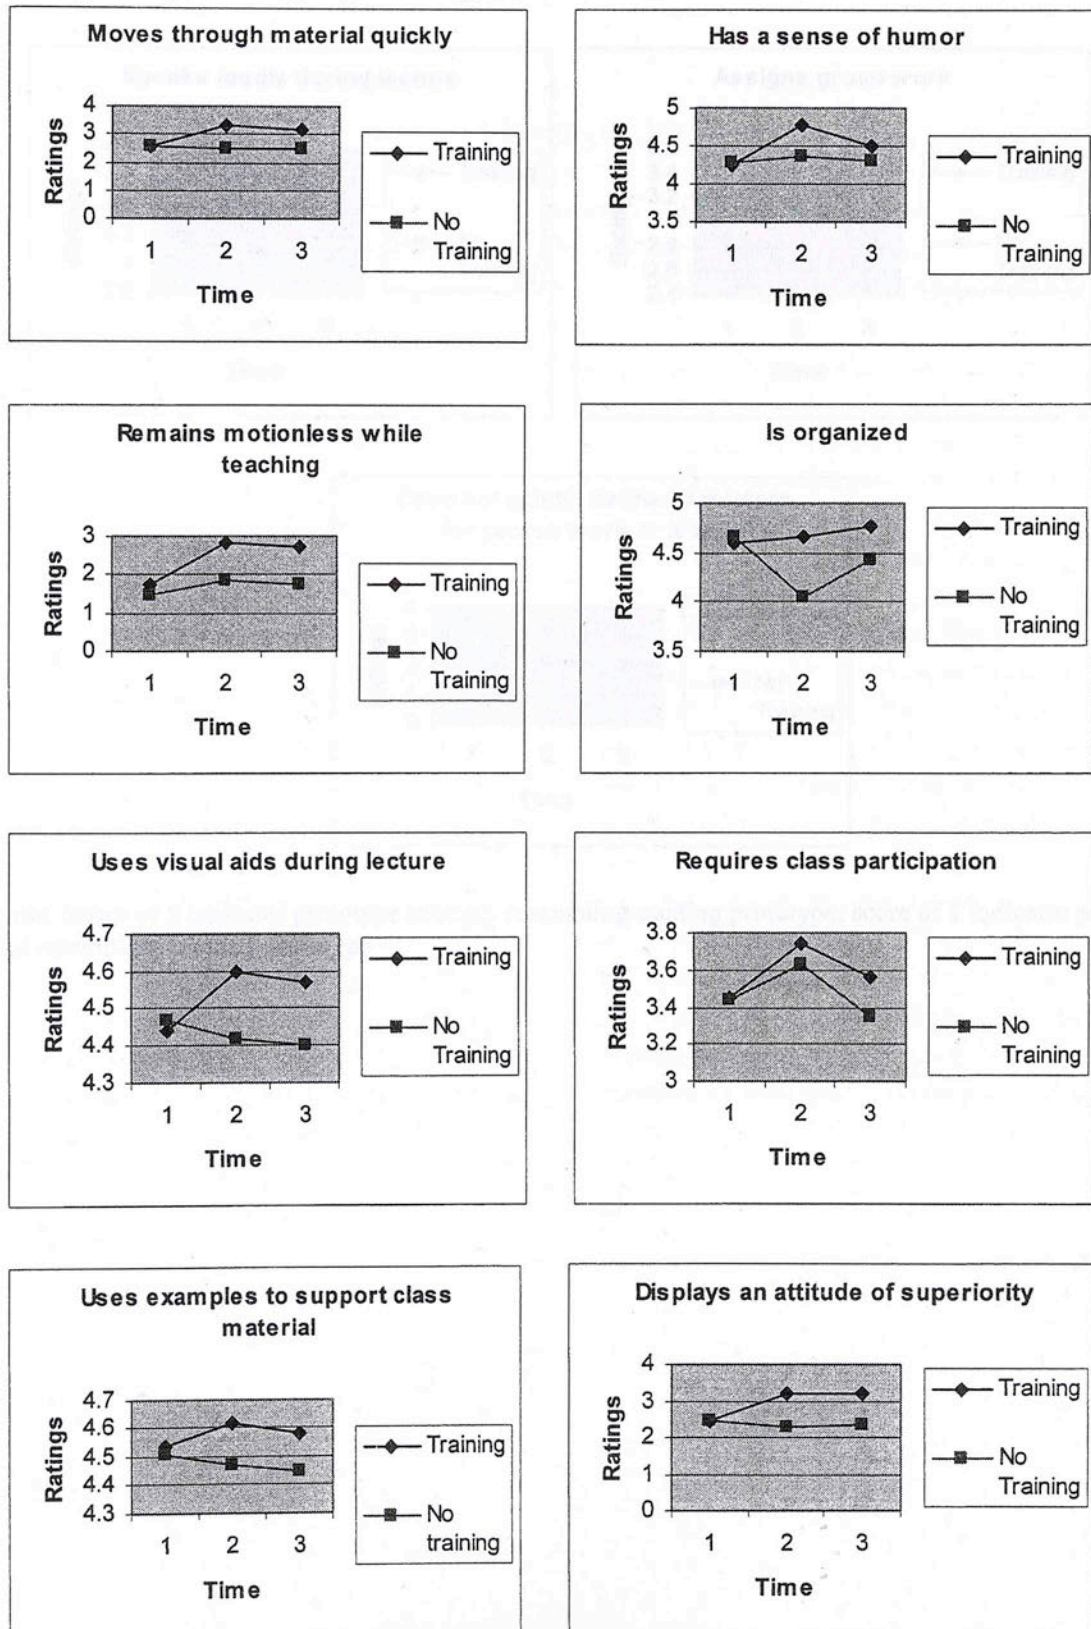 Moves through material quickly
Ratings
4
3
2
1
0
1 2 3
Time
Training
No
Training
Has a sense of humor
Ratings
5
4.5
4
3.5
1 2 3
Time
Training
No
Training
Remains motionless while
teaching
Ratings
3
2
1
0
1 2 3
Time
Training
No
Training
Is organized
Ratings
5
4.5
4
3.5
1 2 3
Time
Training
No
Training
Uses visual aids during lecture
Ratings
4.7
4.6
4.5
4.4
4.3
1 2 3
Time
Training
No
Training
Requires class participation
Ratings
3.8
3.6
3.4
3.2
3
1 2 3
Time
Training
No
Training
Uses examples to support class
material
Ratings
4.7
4.6
4.5
4.4
4.3
1 2 3
Time
Training
No
training
Displays an attitude of superiority
Ratings
4
3
2
1
0
1 2 3
Time
Training
No
Training